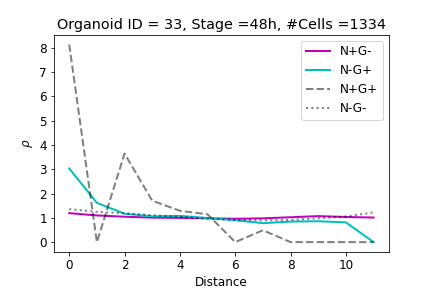 Organoid ID = 33, Stage =48h, #Cells =1334
N+G-
N-G+
N+G+
N-G-
8
7
6
5
4
3
2
1
0
ρ
0 2 4 6 8 10
Distance